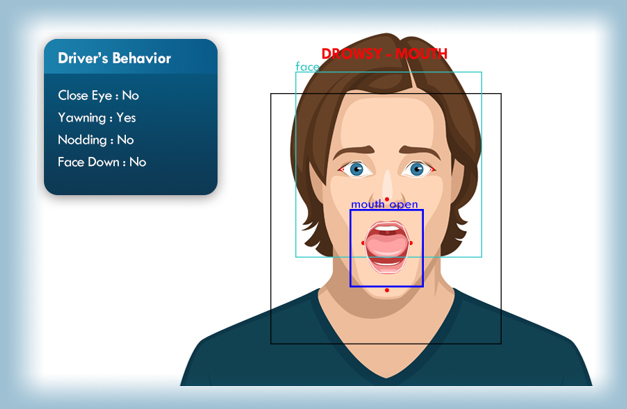 Driver's Behavior
Close Eye : No
Yawning : Yes
Nodding : No
Face Down : No
DROWSY - MOUTH
face
mouth open